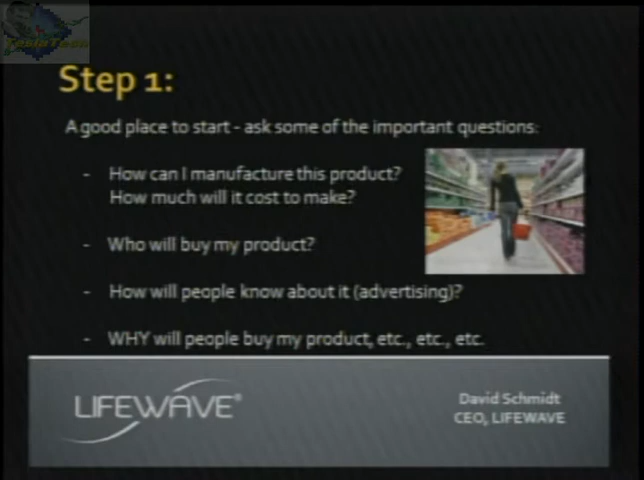 TeslaTech
Step 1:
A good place to start - ask some of the important questions:
- How can I manufacture this product?
How much will it cost to make?
- Who will buy my product?
- How will people know about it (advertising)?
- WHY will people buy my product, etc., etc., etc.
LIFEWAVE®
David Schmidt
CEO, LIFEWAVE